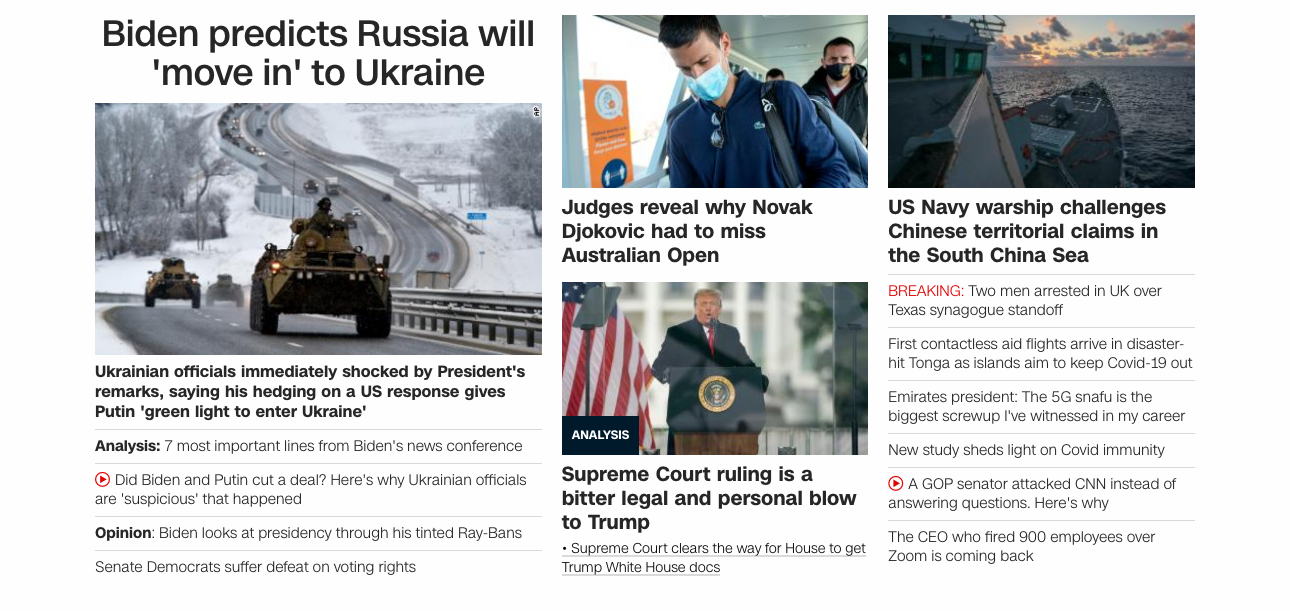 Biden predicts Russia will
'move in' to Ukraine
AP
Ukrainian officials immediately shocked by President's
remarks, saying his hedging on a US response gives
Putin 'green light to enter Ukraine'
Analysis: 7 most important lines from Biden's news conference
Did Biden and Putin cut a deal? Here's why Ukrainian officials
are 'suspicious' that happened
Opinion: Biden looks at presidency through his tinted Ray-Bans
Senate Democrats suffer defeat on voting rights
Judges reveal why Novak
Djokovic had to miss
Australian Open
ANALYSIS
Supreme Court ruling is a
bitter legal and personal blow
to Trump
• Supreme Court clears the way for House to get
Trump White House docs
US Navy warship challenges
Chinese territorial claims in
the South China Sea
BREAKING: Two men arrested in UK over
Texas synagogue standoff
First contactless aid flights arrive in disaster-
hit Tonga as islands aim to keep Covid-19 out
Emirates president: The 5G snafu is the
biggest screwup I've witnessed in my career
New study sheds light on Covid immunity
A GOP senator attacked CNN instead of
answering questions. Here's why
The CEO who fired 900 employees over
Zoom is coming back